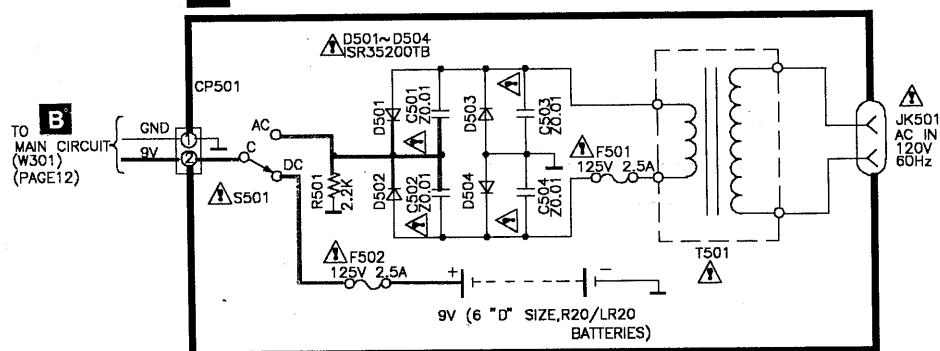 D501~D504
ISR35200TB
CP501
B
TO
MAIN CIRCUIT
(W301)
(PAGE12)
GND
9V
1
2
C
AC
DC
S501
R501
2.2K
D501
C501
Z0.01
D503
C503
Z0.01
D502
C502
Z0.01
D504
C504
Z0.01
F501
125V 2.5A
T501
JK501
AC IN
120V
60Hz
F502
125V 2.5A
+
−
9V (6 "D" SIZE,R20/LR20
BATTERIES)